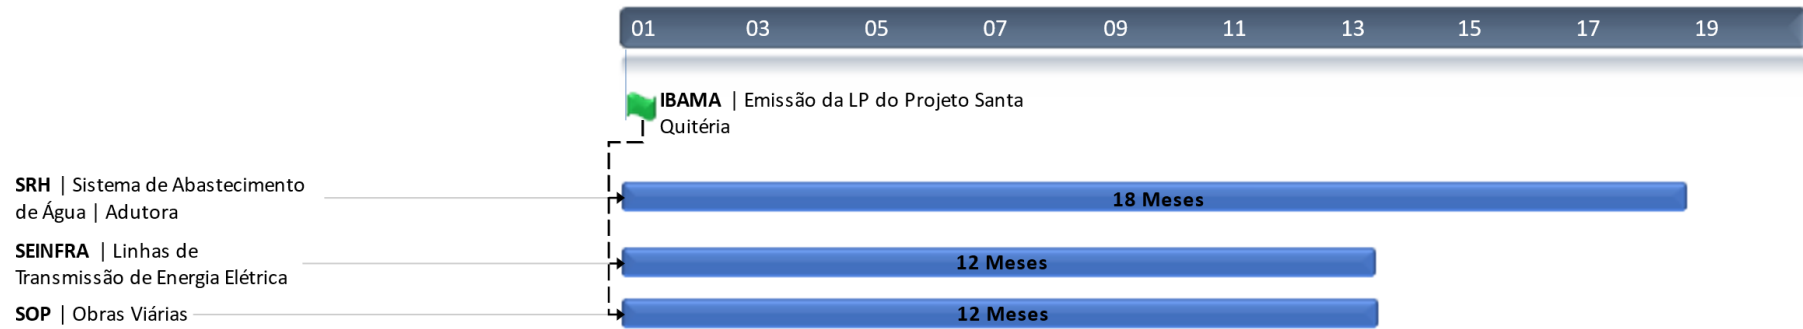 01 03 05 07 09 11 13 15 17 19
IBAMA | Emissão da LP do Projeto Santa
Quitéria
SRH | Sistema de Abastecimento
de Água | Adutora
18 Meses
SEINFRA | Linhas de
Transmissão de Energia Elétrica
12 Meses
SOP | Obras Viárias
12 Meses